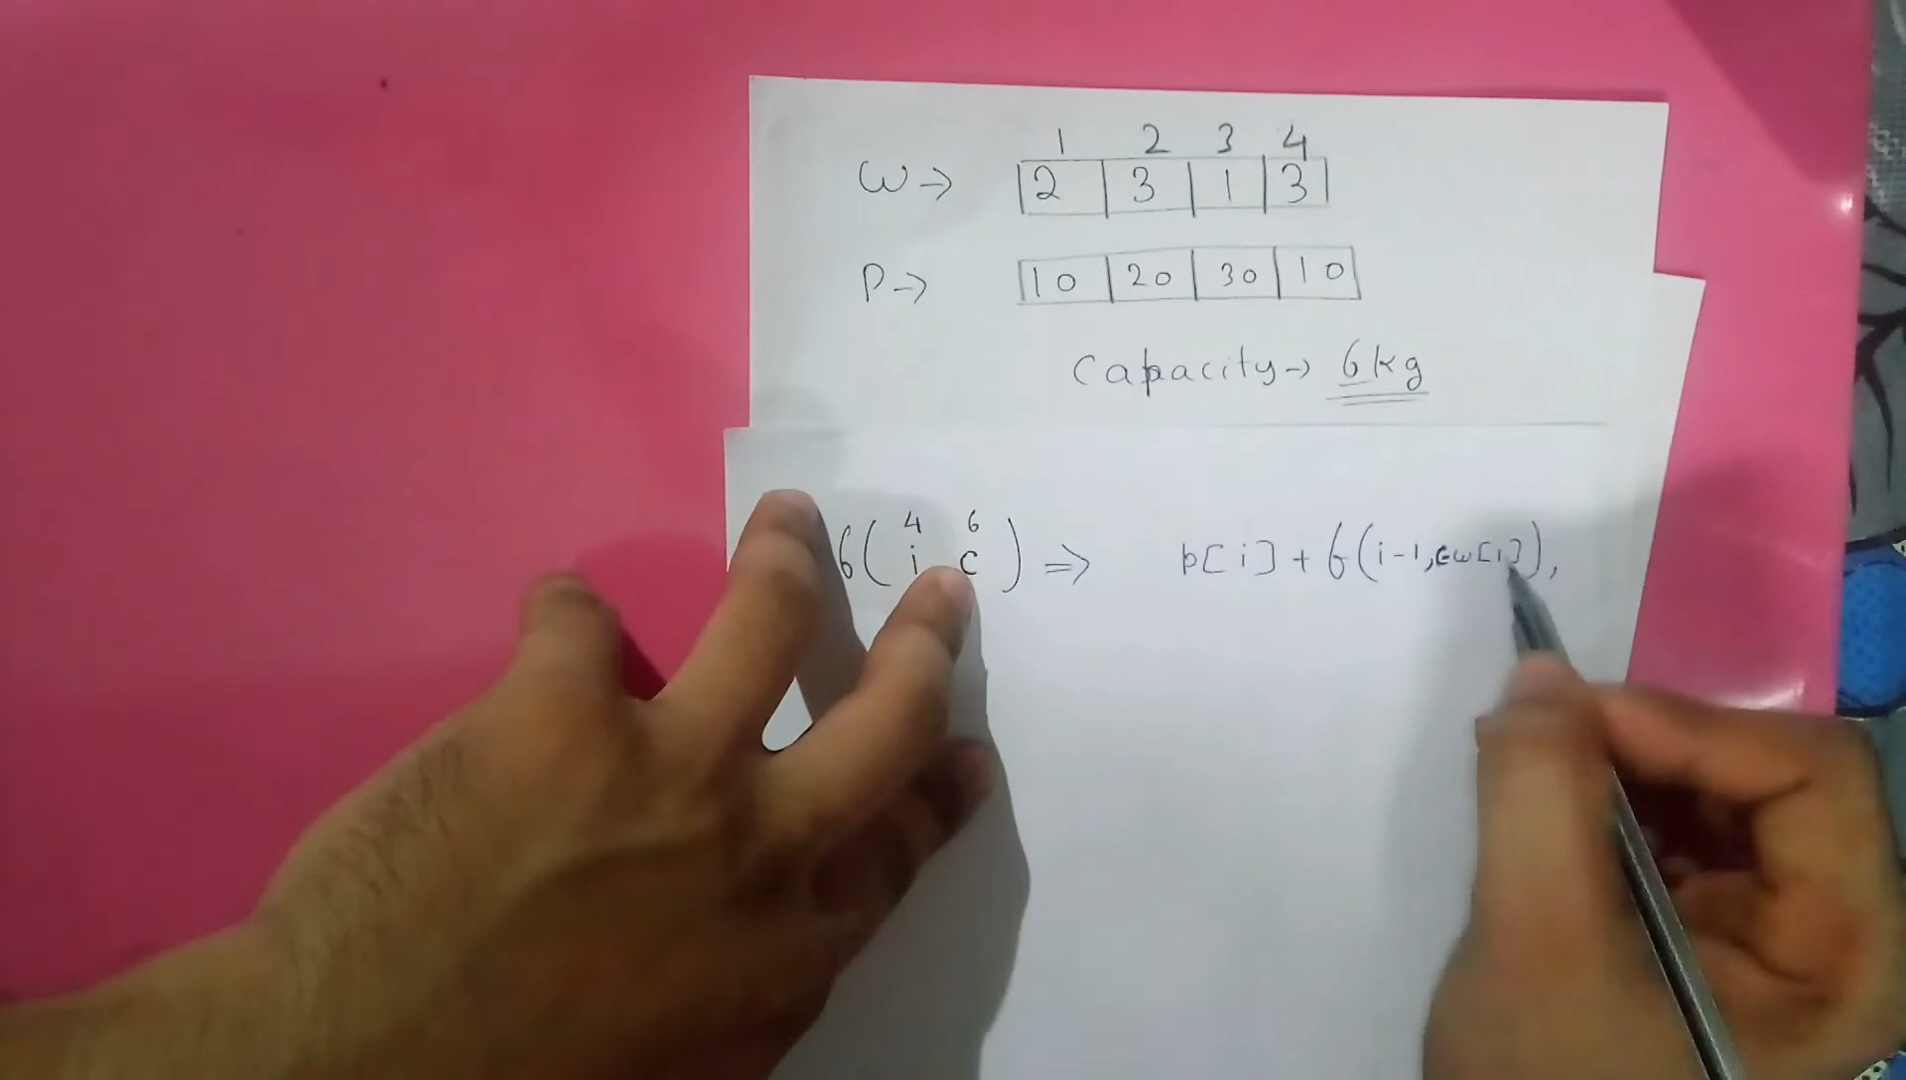 1 2 3 4
W→ 2 3 1 3
P→ 10 20 30 10
Capacity→ 6kg
4 6
f( i c ) ⇒ p[i] + f(i-1, c-w[i]),